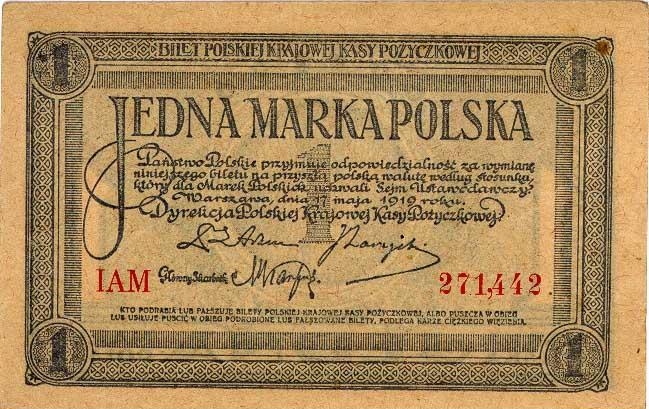 BILET POLSKIEJ KRAJOWEJ KASY POŻYCZKOWEJ
1 1
JEDNA MARKA POLSKA
1
Państwo Polskie przyjmuje odpowiedzialność za wymianę
niniejszego biletu na przyszłą polską walutę według stosunku,
który dla Marek Polskich uchwali Sejm Ustawodawczy.
Warszawa, dnia 17 maja 1919 roku.
Dyrekcja Polskiej Krajowej Kasy Pożyczkowej
IAM Główny Skarbnik 271,442
KTO PODRABIA LUB FAŁSZUJE BILETY POLSKIEJ KRAJOWEJ KASY POŻYCZKOWEJ, ALBO PUSZCZA W OBIEG
LUB USIŁUJE PUŚCIĆ W OBIEG PODROBIONE LUB FAŁSZOWANE BILETY, PODLEGA KARZE CIĘŻKIEGO WIĘZIENIA.
1 1